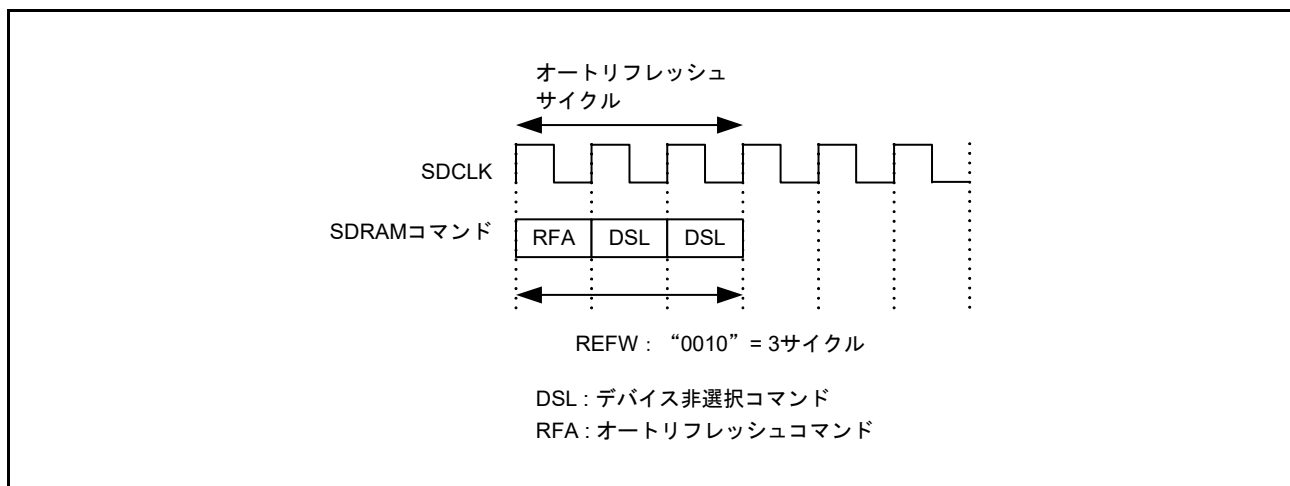 オートリフレッシュ
サイクル
SDCLK
SDRAMコマンド
RFA DSL DSL
REFW : “0010” = 3サイクル
DSL : デバイス非選択コマンド
RFA : オートリフレッシュコマンド